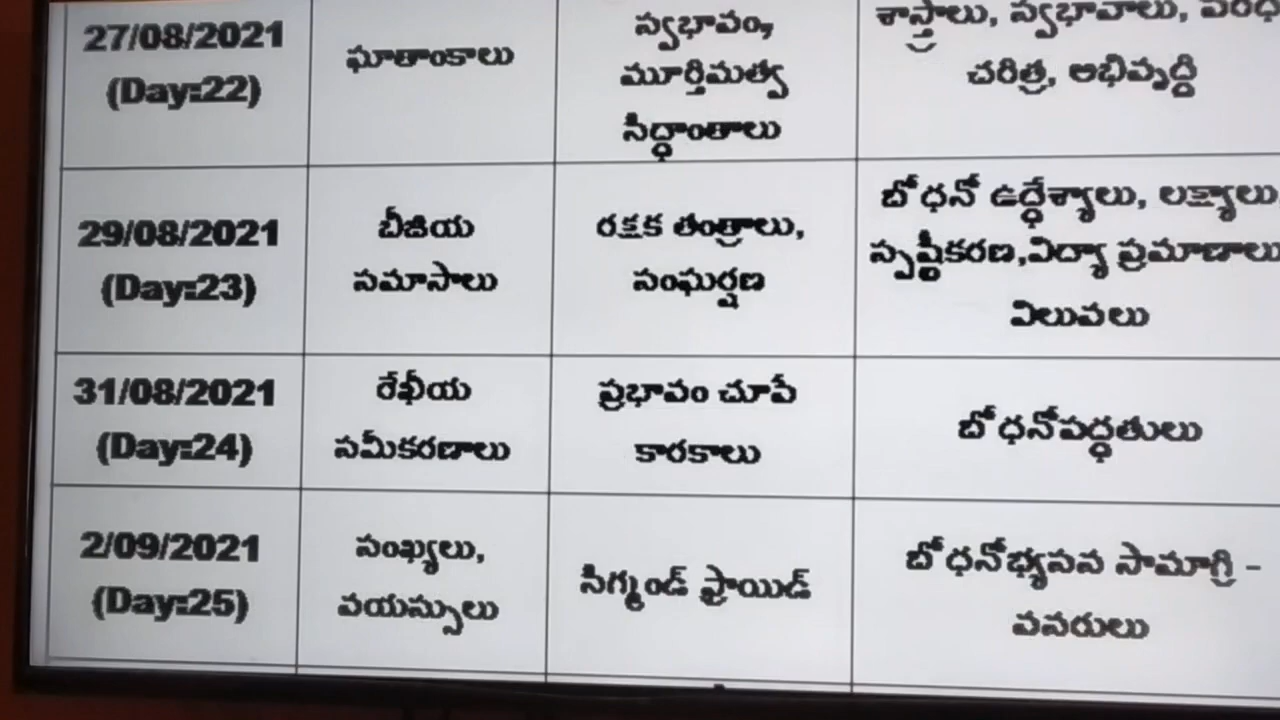 27/08/2021
(Day:22)
ఘాతాంకాలు
స్వభావం,
మూర్తిమత్వ
సిద్ధాంతాలు
శాస్త్రాలు, స్వభావాలు, పరిధి
చరిత్ర, అభివృద్ధి
29/08/2021
(Day:23)
బీజీయ
సమాసాలు
రక్షక తంత్రాలు,
సంఘర్షణ
బోధనో ఉద్ధేశ్యాలు, లక్ష్యాలు
స్పష్టీకరణ,విద్యా ప్రమాణాలు
విలువలు
31/08/2021
(Day:24)
రేఖీయ
సమీకరణాలు
ప్రభావం చూపే
కారకాలు
బోధనోపద్ధతులు
2/09/2021
(Day:25)
సంఖ్యలు,
వయస్సులు
సిగ్మండ్ ఫ్రాయిడ్
బోధనోభ్యసన సామాగ్రి -
వనరులు